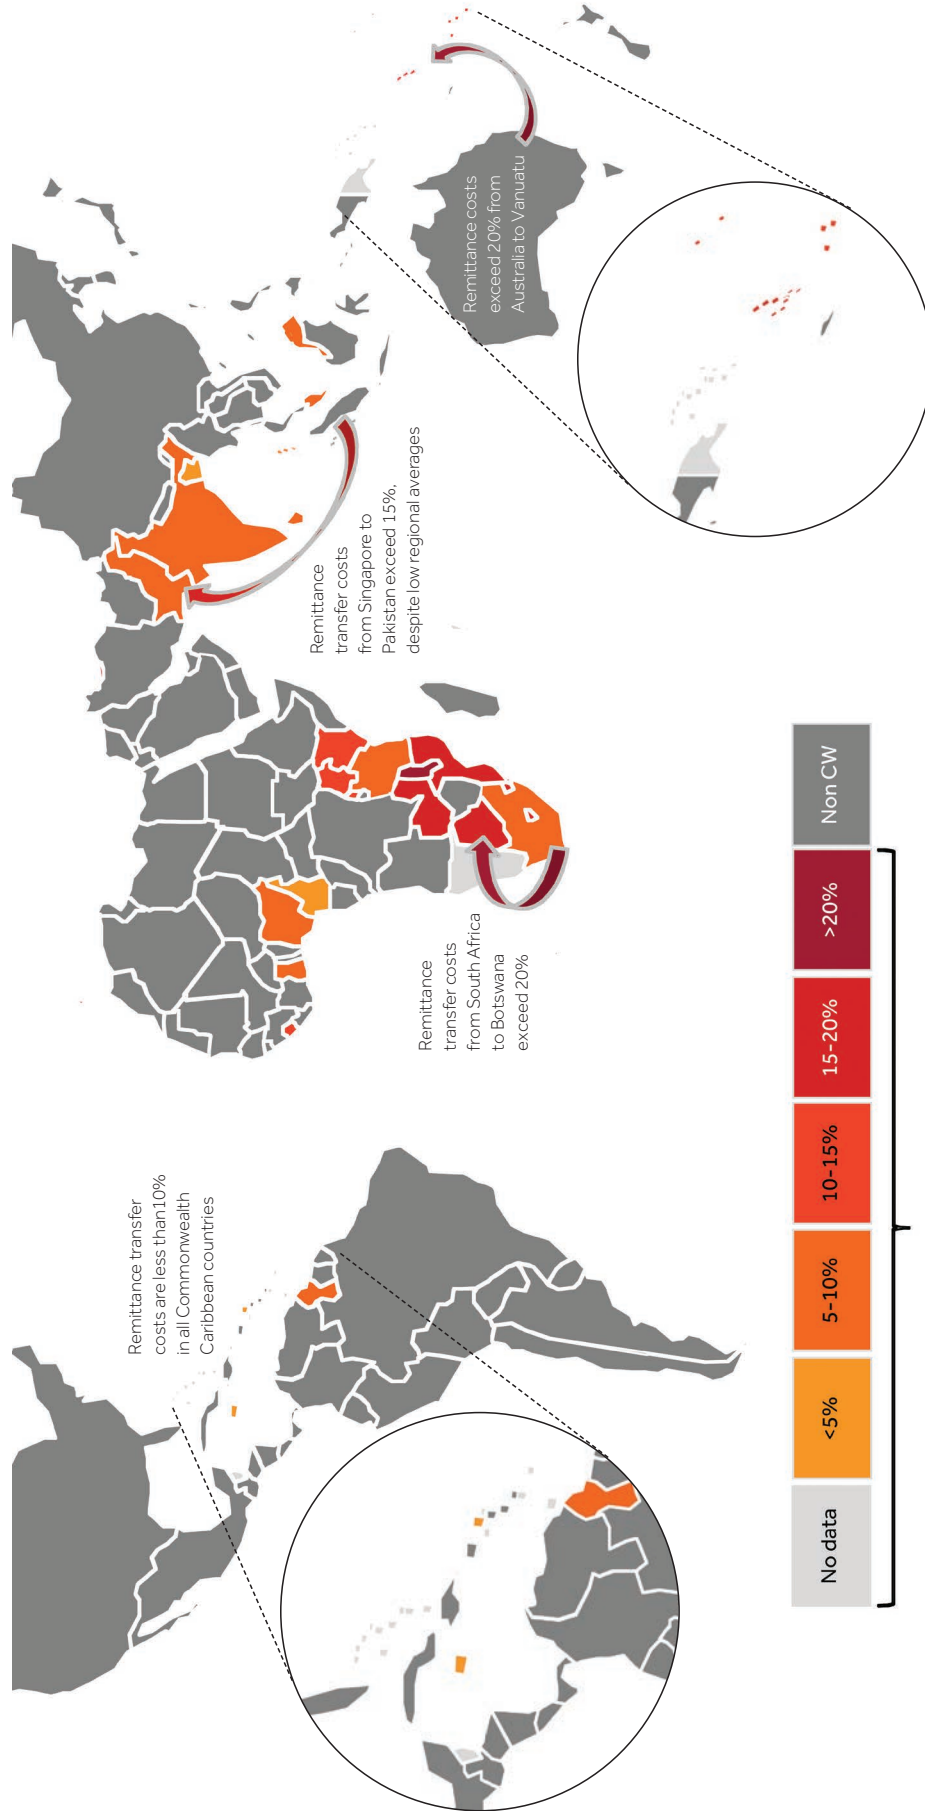 Remittance transfer
costs are less than10%
in all Commonwealth
Caribbean countries
Remittance
transfer costs
from South Africa
to Botswana
exceed 20%
Remittance
transfer costs
from Singapore to
Pakistan exceed 15%,
despite low regional averages
Remittance costs
exceed 20% from
Australia to Vanuatu
No data
<5%
5-10%
10-15%
15-20%
>20%
Non CW